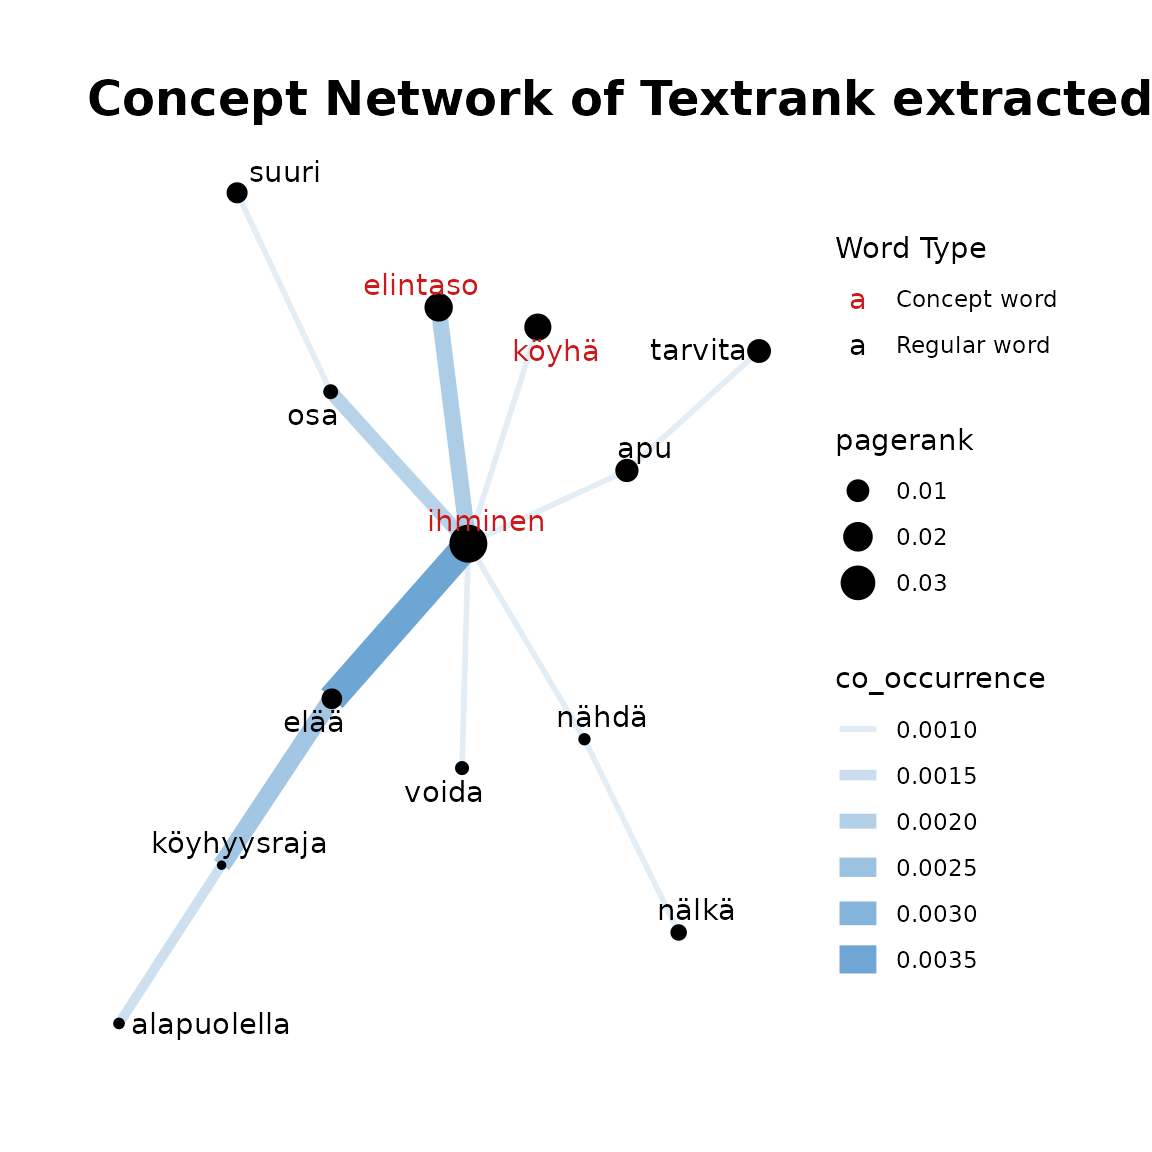 Concept Network of Textrank extracted
suuri
elintaso
köyhä
tarvita
osa
apu
ihminen
elää
nähdä
voida
köyhyysraja
nälkä
alapuolella
Word Type
a Concept word
a Regular word
pagerank
0.01
0.02
0.03
co_occurrence
0.0010
0.0015
0.0020
0.0025
0.0030
0.0035